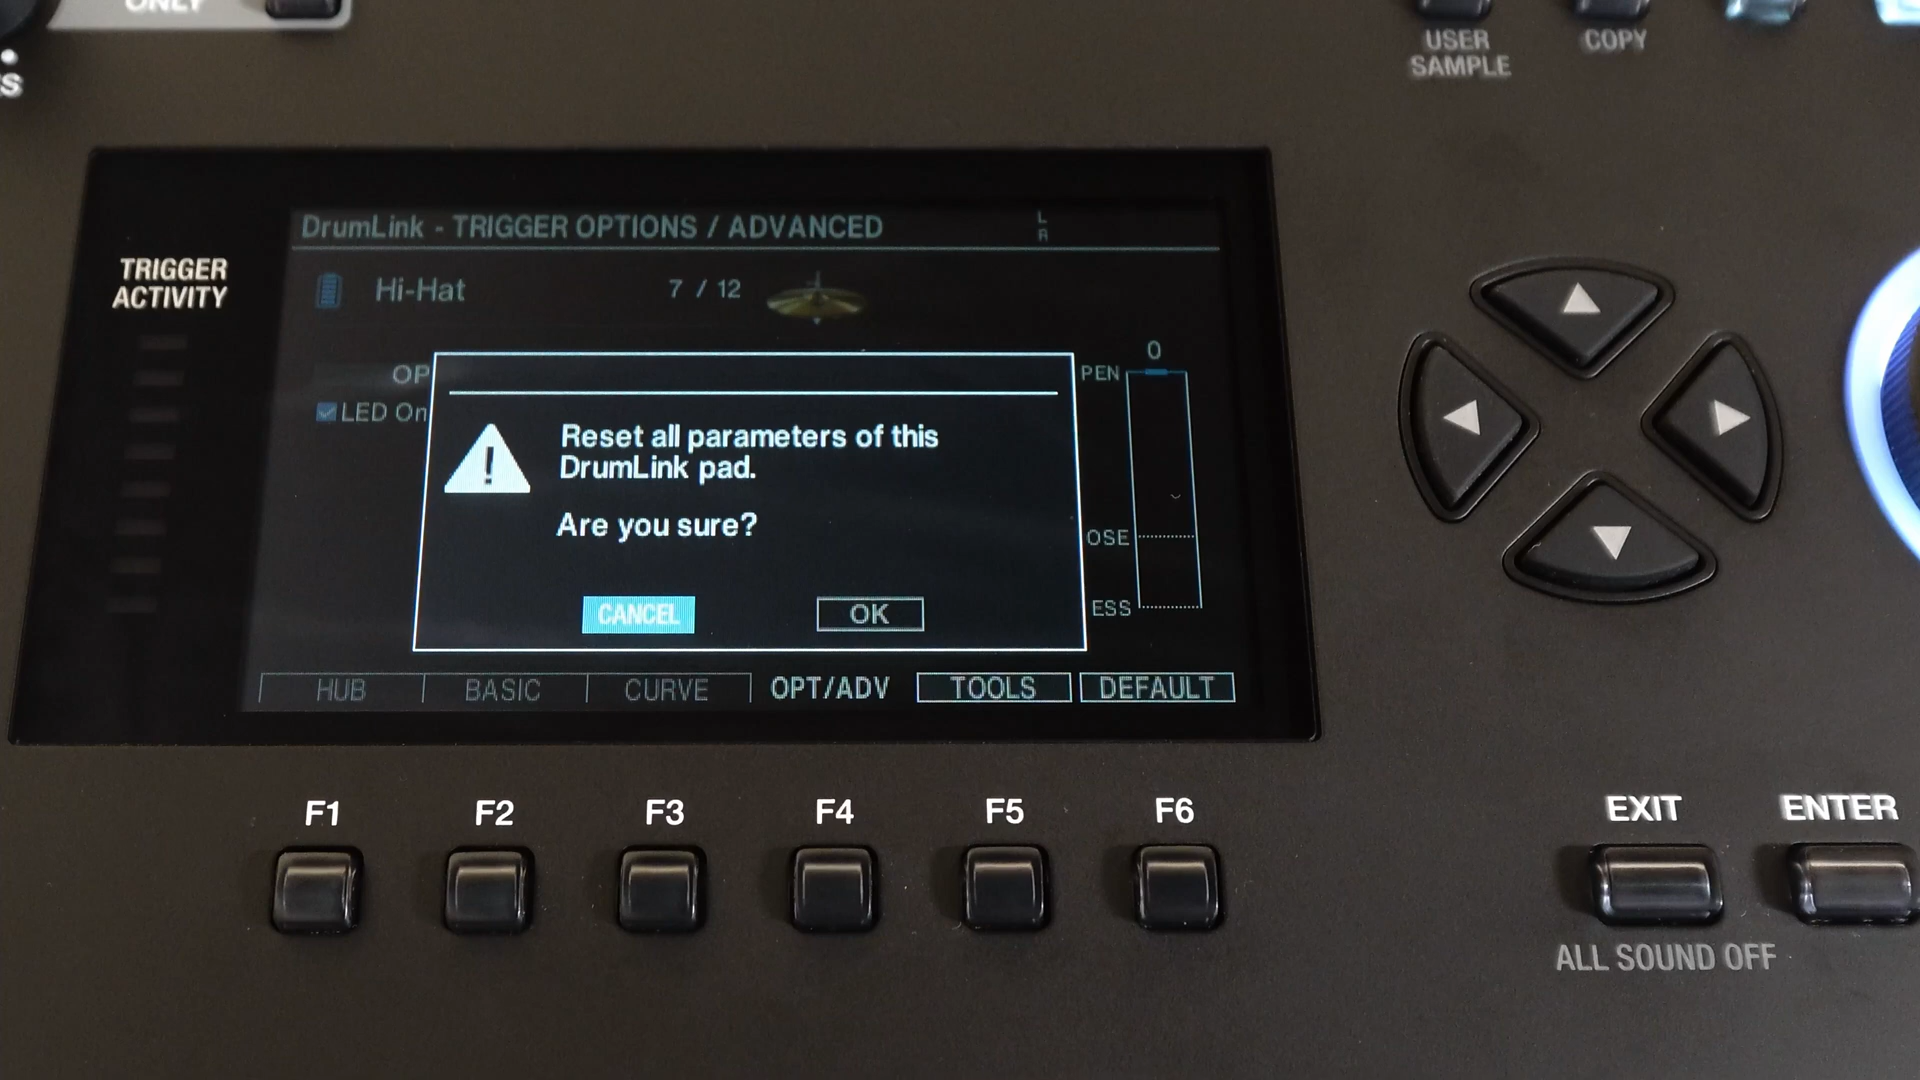 ONLY
S
USER
SAMPLE
COPY
TRIGGER
ACTIVITY
DrumLink - TRIGGER OPTIONS / ADVANCED
L
R
Hi-Hat
7 / 12
0
OP
PEN
LED On
Reset all parameters of this
DrumLink pad.
Are you sure?
OSE
ESS
CANCEL
OK
HUB
BASIC
CURVE
OPT/ADV
TOOLS
DEFAULT
F1
F2
F3
F4
F5
F6
EXIT
ENTER
ALL SOUND OFF